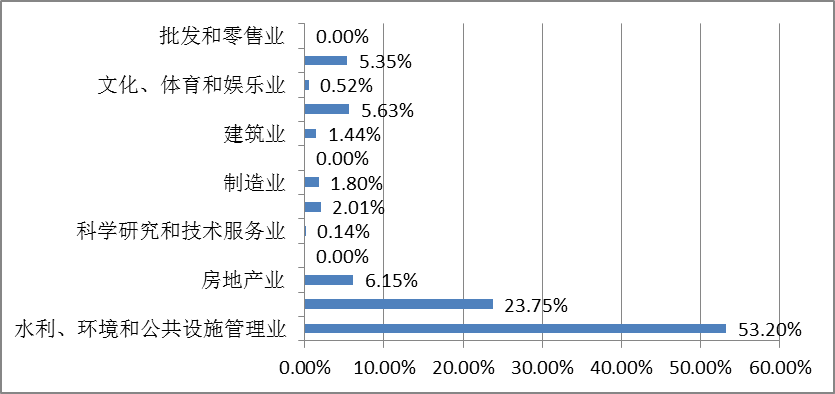 批发和零售业 0.00%
5.35%
文化、体育和娱乐业 0.52%
5.63%
建筑业 1.44%
0.00%
制造业 1.80%
2.01%
科学研究和技术服务业 0.14%
0.00%
房地产业 6.15%
23.75%
水利、环境和公共设施管理业 53.20%
0.00% 10.00% 20.00% 30.00% 40.00% 50.00% 60.00%